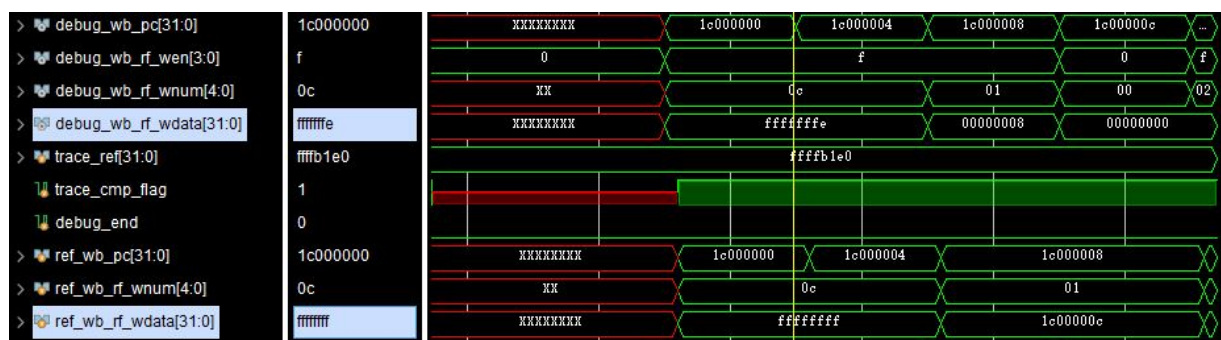 debug_wb_pc[31:0] 1c000000 XXXXXXXX 1c000000 1c000004 1c000008 1c00000c ...
debug_wb_rf_wen[3:0] f 0 f 0 f
debug_wb_rf_wnum[4:0] 0c XX 0c 01 00 02
debug_wb_rf_wdata[31:0] fffffffe XXXXXXXX fffffffe 00000008 00000000
trace_ref[31:0] ffffb1e0 ffffb1e0
trace_cmp_flag 1
debug_end 0
ref_wb_pc[31:0] 1c000000 XXXXXXXX 1c000000 1c000004 1c000008
ref_wb_rf_wnum[4:0] 0c XX 0c 01
ref_wb_rf_wdata[31:0] ffffffff XXXXXXXX ffffffff 1c00000c